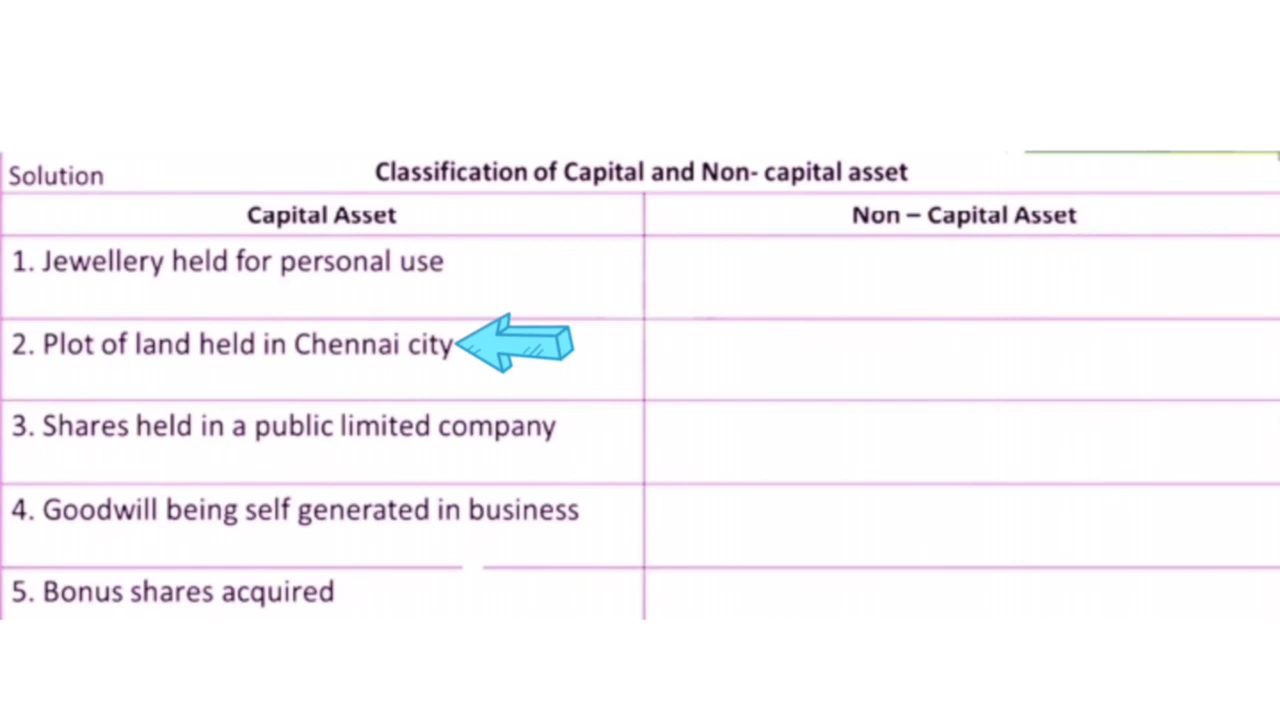 Solution
Classification of Capital and Non- capital asset
Capital Asset
Non – Capital Asset
1. Jewellery held for personal use
2. Plot of land held in Chennai city
3. Shares held in a public limited company
4. Goodwill being self generated in business
5. Bonus shares acquired